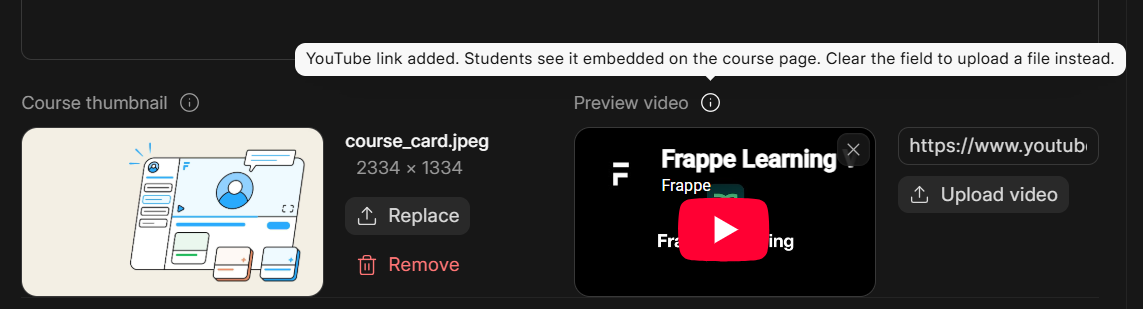 YouTube link added. Students see it embedded on the course page. Clear the field to upload a file instead.
Course thumbnail
Preview video
course_card.jpeg
2334 × 1334
Replace
Remove
Frappe Learning
Frappe
https://www.youtub
Upload video